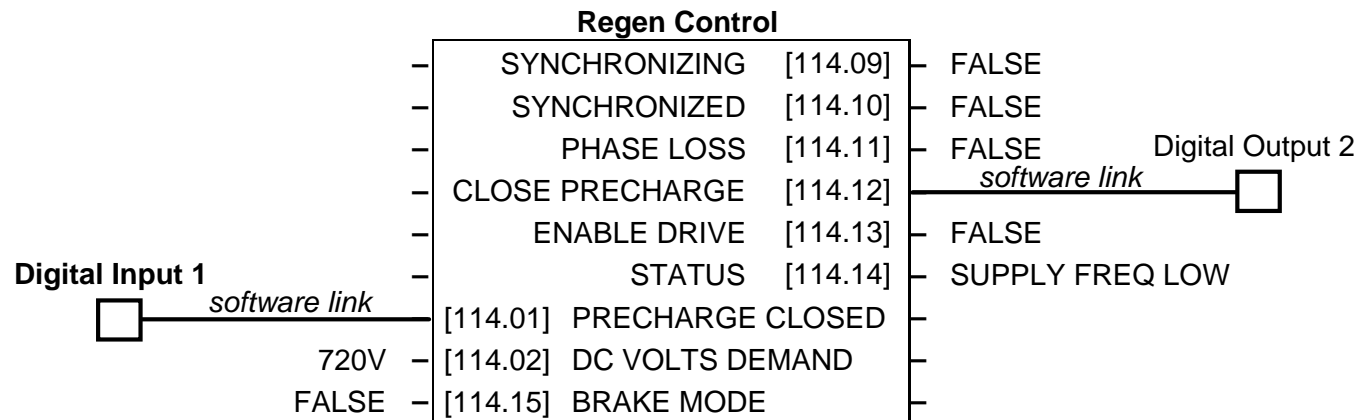 Regen Control
SYNCHRONIZING [114.09] FALSE
SYNCHRONIZED [114.10] FALSE
PHASE LOSS [114.11] FALSE Digital Output 2
CLOSE PRECHARGE [114.12] software link
ENABLE DRIVE [114.13] FALSE
Digital Input 1 STATUS [114.14] SUPPLY FREQ LOW
software link [114.01] PRECHARGE CLOSED
720V [114.02] DC VOLTS DEMAND
FALSE [114.15] BRAKE MODE